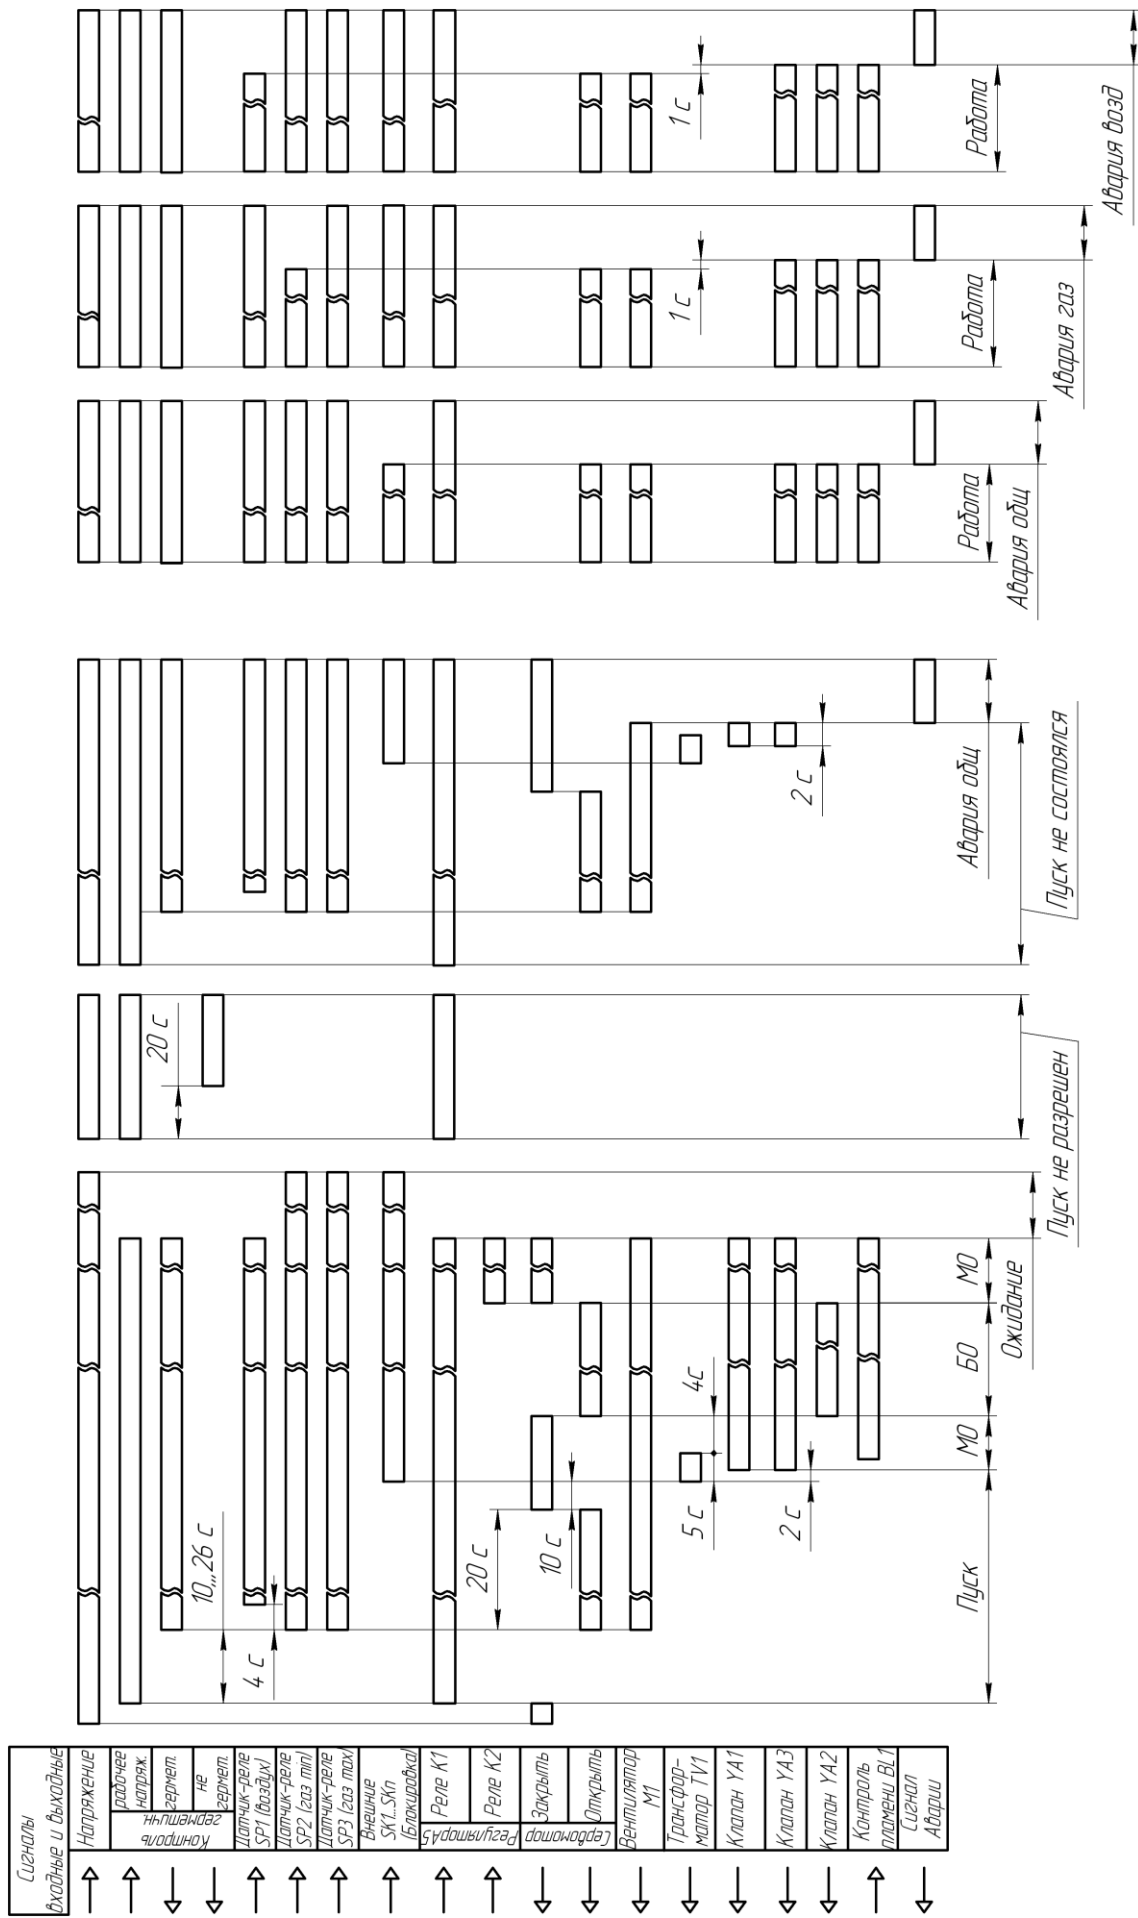 Сигналы
входные и выходные
Напряжение
Контроль
герметичн.
рабочее
напряж.
гермет.
не
гермет.
Датчик-реле
SP1 (воздух)
Датчик-реле
SP2 (газ min)
Датчик-реле
SP3 (газ max)
Внешние
SK1...SKn
(блокировка)
Регулятор А5
Реле К1
Реле К2
Сервомотор
Закрыть
Открыть
Вентилятор
М1
Трансфор-
матор TV1
Клапан YA1
Клапан YA3
Клапан YA2
Контроль
пламени BL1
Сигнал
Аварии
4 с
10...26 с
20 с
10 с
5 с
4с
2 с
Пуск
МО
БО
МО
Ожидание
20 с
Пуск не разрешен
2 с
Авария общ
Пуск не состоялся
Работа
Авария общ
1 с
Работа
Авария газ
1 с
Работа
Авария возд